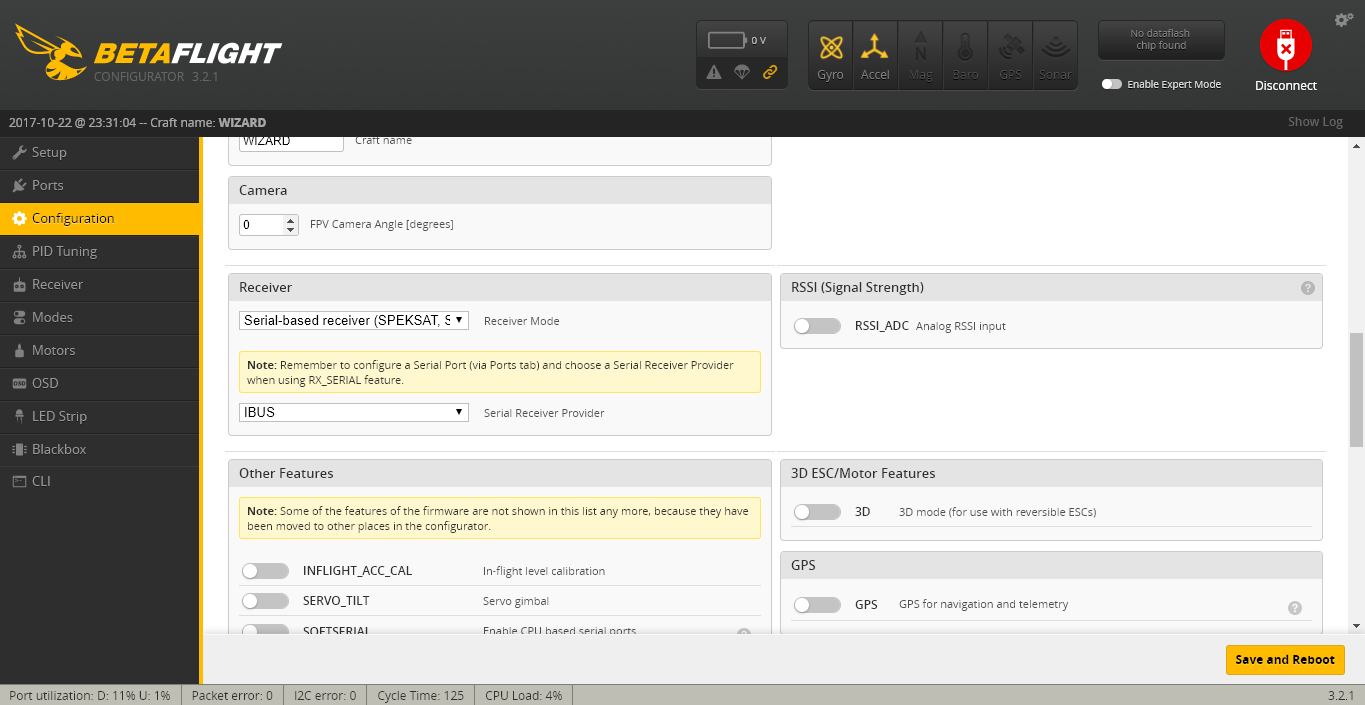 BETAFLIGHT
CONFIGURATOR 3.2.1
0 V
Gyro
Accel
Mag
Baro
GPS
Sonar
No dataflash
chip found
Enable Expert Mode
Disconnect
2017-10-22 @ 23:31:04 -- Craft name: WIZARD
Show Log
Setup
Ports
Configuration
PID Tuning
Receiver
Modes
Motors
OSD
OSD
LED Strip
Blackbox
CLI
WIZARD
Craft name
Camera
0
FPV Camera Angle [degrees]
Receiver
Serial-based receiver (SPEKSAT, S
Receiver Mode
Note: Remember to configure a Serial Port (via Ports tab) and choose a Serial Receiver Provider
when using RX_SERIAL feature.
IBUS
Serial Receiver Provider
RSSI (Signal Strength)
?
RSSI_ADC Analog RSSI input
Other Features
Note: Some of the features of the firmware are not shown in this list any more, because they have
been moved to other places in the configurator.
INFLIGHT_ACC_CAL
In-flight level calibration
SERVO_TILT
Servo gimbal
SOFTSERIAL
Enable CPU based serial ports
3D ESC/Motor Features
3D
3D mode (for use with reversible ESCs)
GPS
GPS
GPS for navigation and telemetry
?
Save and Reboot
Port utilization: D: 11% U: 1%
Packet error: 0
I2C error: 0
Cycle Time: 125
CPU Load: 4%
3.2.1